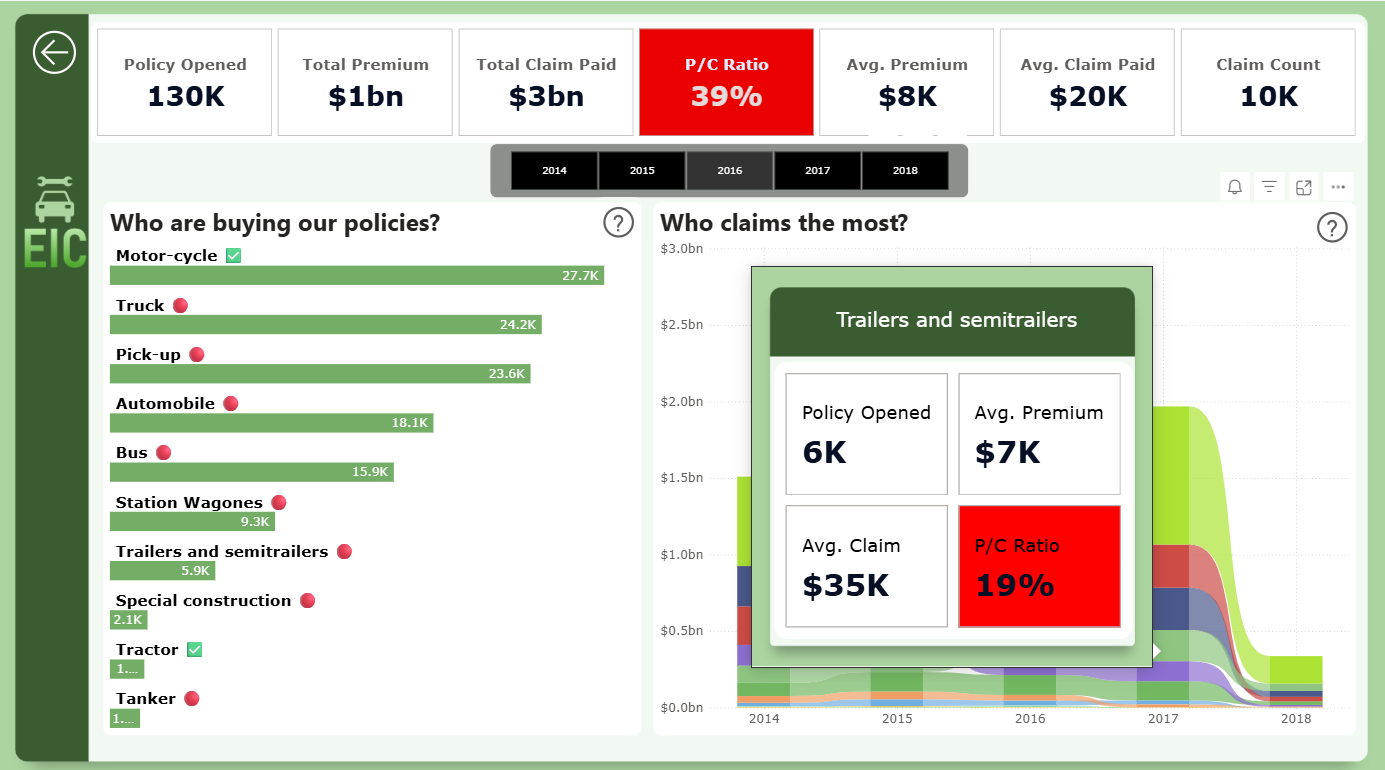 Policy Opened
130K
Total Premium
$1bn
Total Claim Paid
$3bn
P/C Ratio
39%
Avg. Premium
$8K
Avg. Claim Paid
$20K
Claim Count
10K
2014 2015 2016 2017 2018
EIC
Who are buying our policies?
?
Motor-cycle ✅
27.7K
Truck 🔴
24.2K
Pick-up 🔴
23.6K
Automobile 🔴
18.1K
Bus 🔴
15.9K
Station Wagones 🔴
9.3K
Trailers and semitrailers 🔴
5.9K
Special construction 🔴
2.1K
Tractor ✅
1....
Tanker 🔴
1....
Who claims the most?
?
$3.0bn
$2.5bn
$2.0bn
$1.5bn
$1.0bn
$0.5bn
$0.0bn
2014 2015 2016 2017 2018
Trailers and semitrailers
Policy Opened
6K
Avg. Premium
$7K
Avg. Claim
$35K
P/C Ratio
19%